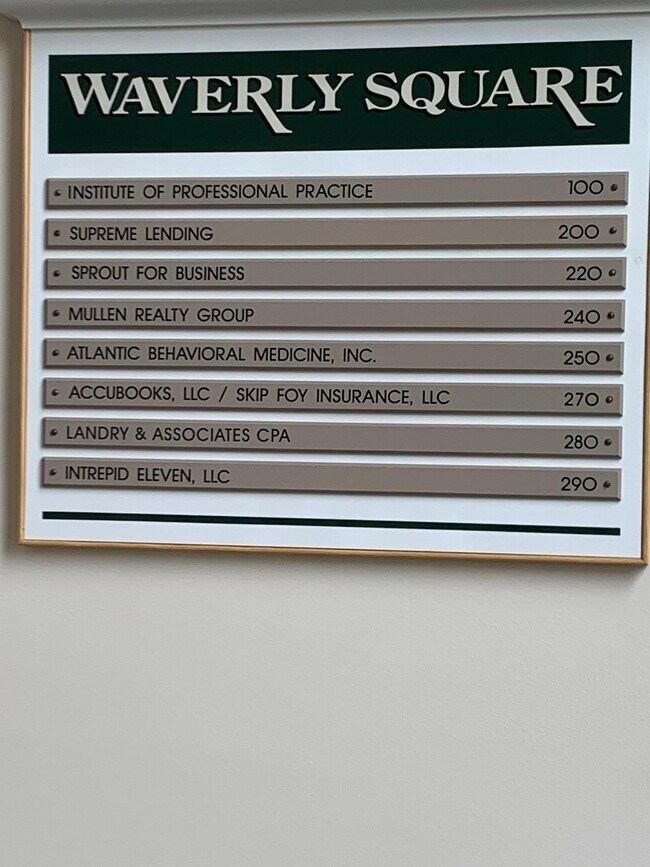 WAVERLY SQUARE
INSTITUTE OF PROFESSIONAL PRACTICE 100
SUPREME LENDING 200
SPROUT FOR BUSINESS 220
MULLEN REALTY GROUP 240
ATLANTIC BEHAVIORAL MEDICINE, INC. 250
ACCUBOOKS, LLC / SKIP FOY INSURANCE, LLC 270
LANDRY & ASSOCIATES CPA 280
INTREPID ELEVEN, LLC 290